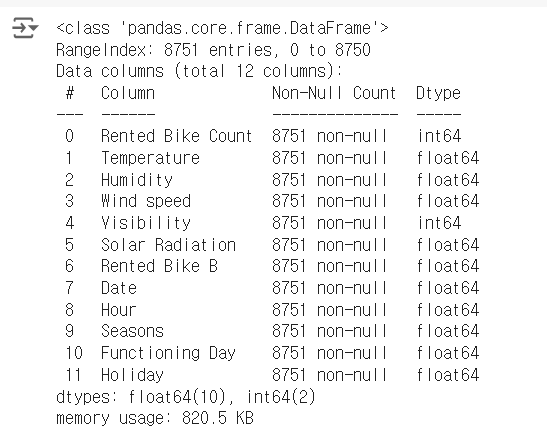 <class 'pandas.core.frame.DataFrame'>
RangeIndex: 8751 entries, 0 to 8750
Data columns (total 12 columns):
 #   Column             Non-Null Count  Dtype
---  ------             --------------  -----
 0   Rented Bike Count  8751 non-null   int64
 1   Temperature        8751 non-null   float64
 2   Humidity           8751 non-null   float64
 3   Wind speed         8751 non-null   float64
 4   Visibility         8751 non-null   int64
 5   Solar Radiation    8751 non-null   float64
 6   Rented Bike B      8751 non-null   float64
 7   Date               8751 non-null   float64
 8   Hour               8751 non-null   float64
 9   Seasons            8751 non-null   float64
 10  Functioning Day    8751 non-null   float64
 11  Holiday            8751 non-null   float64
dtypes: float64(10), int64(2)
memory usage: 820.5 KB